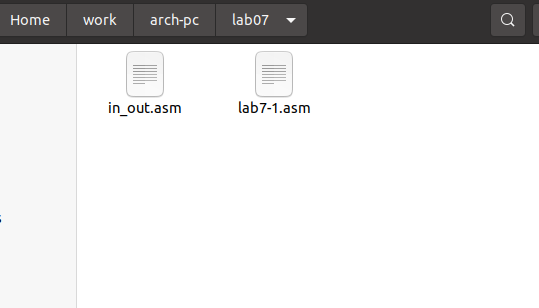 Home work arch-pc lab07
in_out.asm lab7-1.asm